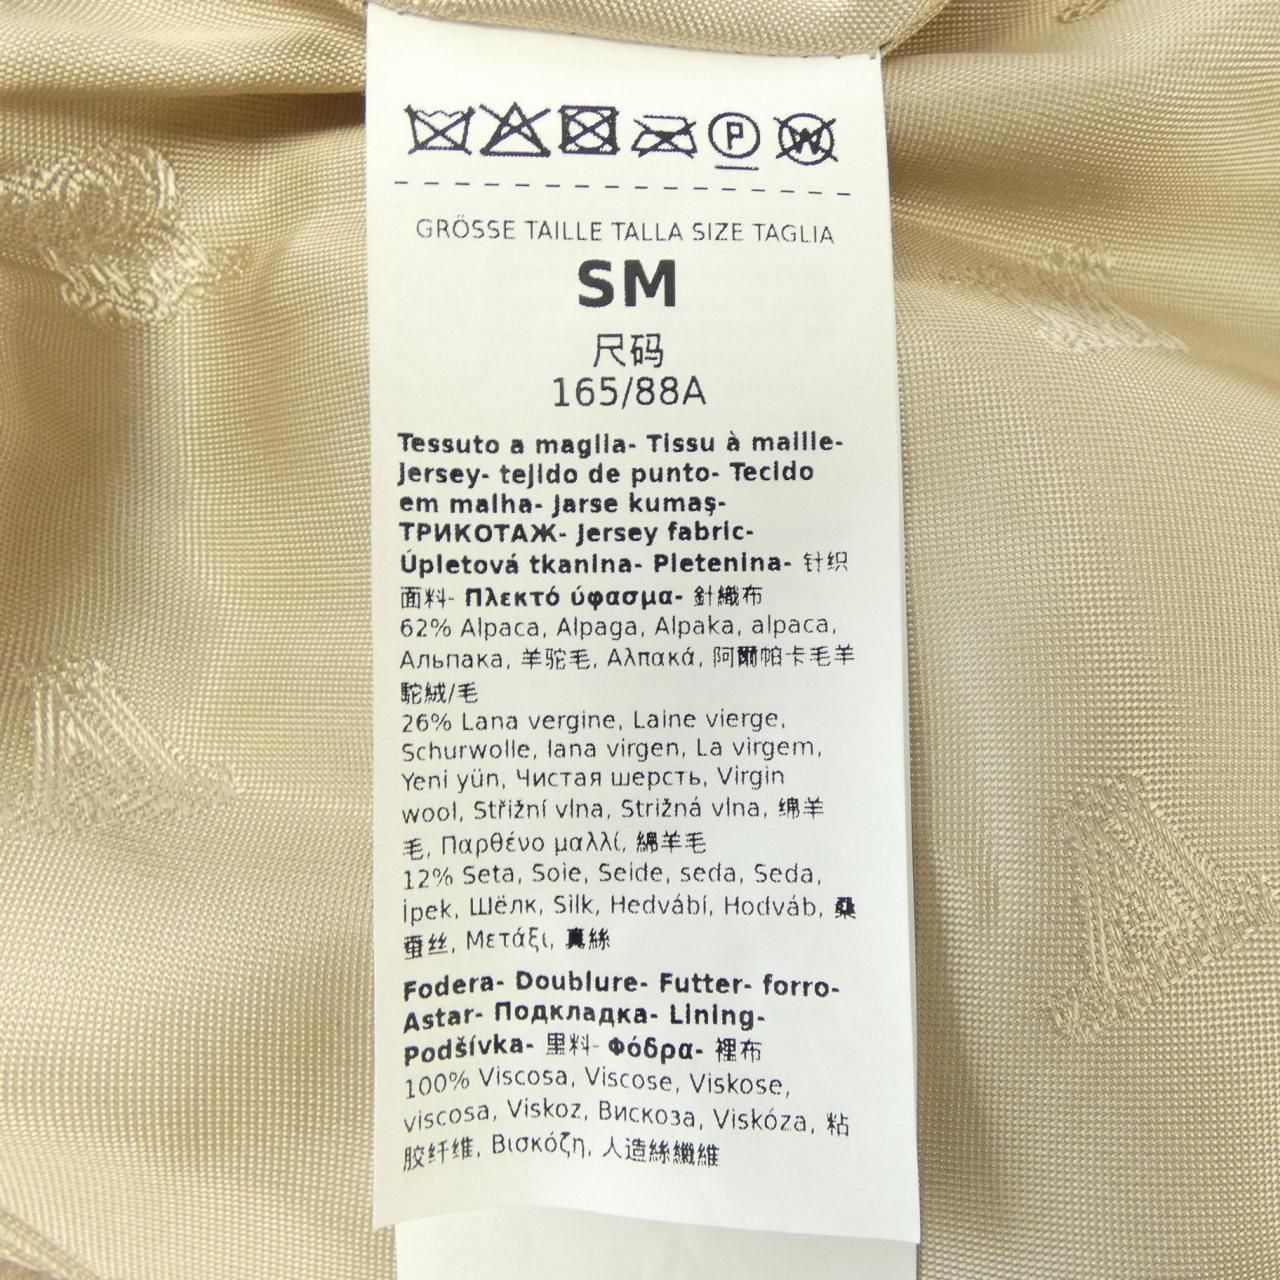 GRÖSSE TAILLE TALLA SIZE TAGLIA
SM
尺码
165/88A
Tessuto a maglia- Tissu à maille-
Jersey- tejido de punto- Tecido
em malha- Jarse kumaş-
ТРИКОТАЖ- Jersey fabric-
Úpletová tkanina- Pletenina- 针织
面料- Πλεκτό ύφασμα- 針織布
62% Alpaca, Alpaga, Alpaka, alpaca,
Альпака, 羊驼毛, Αλπακά, 阿爾帕卡毛羊
駝絨/毛
26% Lana vergine, Laine vierge,
Schurwolle, lana virgen, La virgem,
Yeni yün, Чистая шерсть, Virgin
wool, Střižní vlna, Strižná vlna, 绵羊
毛, Παρθένο μαλλί, 綿羊毛
12% Seta, Soie, Seide, seda, Seda,
İpek, Шёлк, Silk, Hedvábí, Hodváb, 桑
蚕丝, Μετάξι, 真絲
Fodera- Doublure- Futter- forro-
Astar- Подкладка- Lining-
Podšívka- 里料- Φόδρα- 裡布
100% Viscosa, Viscose, Viskose,
viscosa, Viskoz, Вискоза, Viskóza, 粘
胶纤维, Βισκόζη, 人造絲纖維